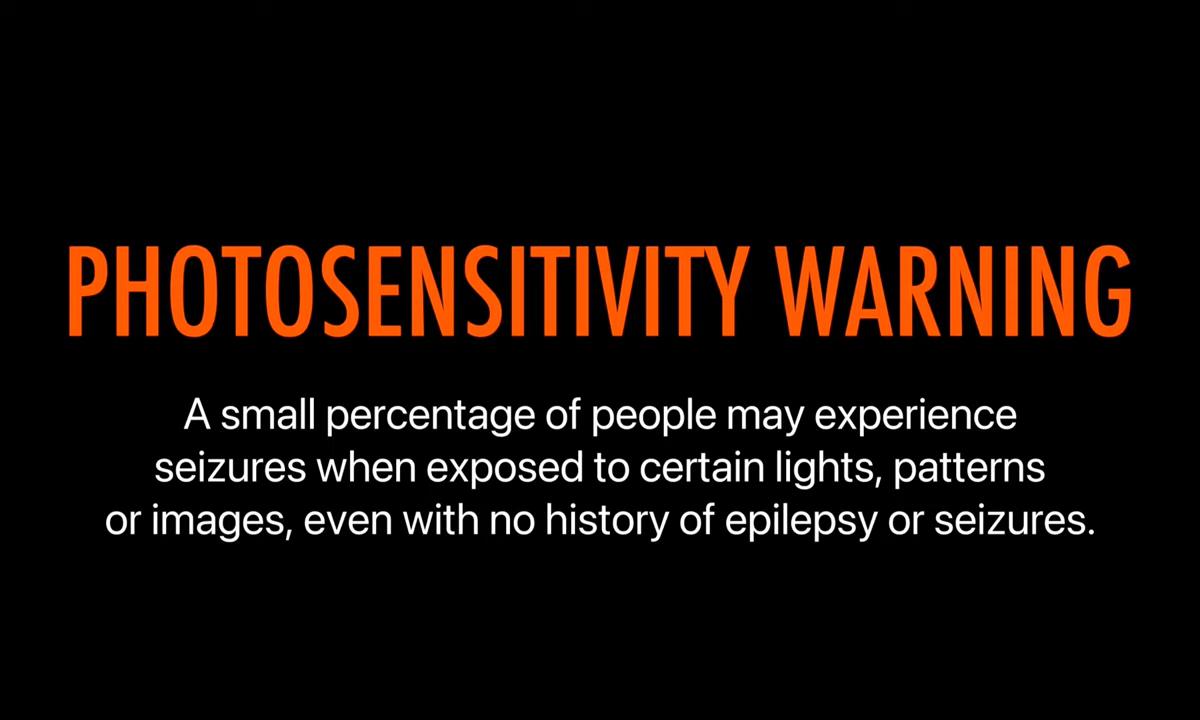 PHOTOSENSITIVITY WARNING
A small percentage of people may experience
seizures when exposed to certain lights, patterns
or images, even with no history of epilepsy or seizures.